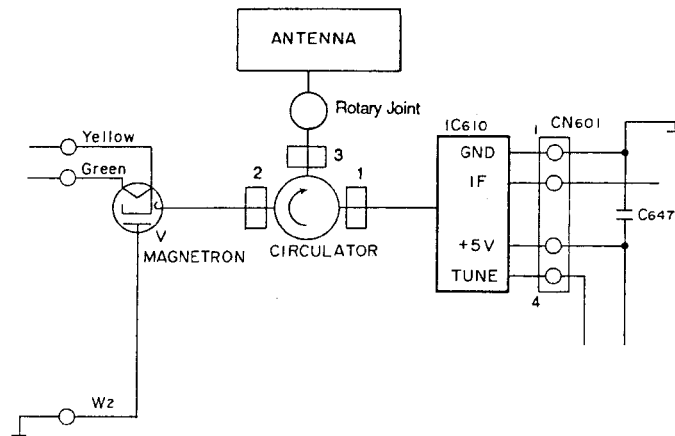 ANTENNA
Rotary Joint
Yellow
Green
IC610
CN601
1
GND
IF
+5V
TUNE
4
C647
3
2
1
V
MAGNETRON
CIRCULATOR
W2